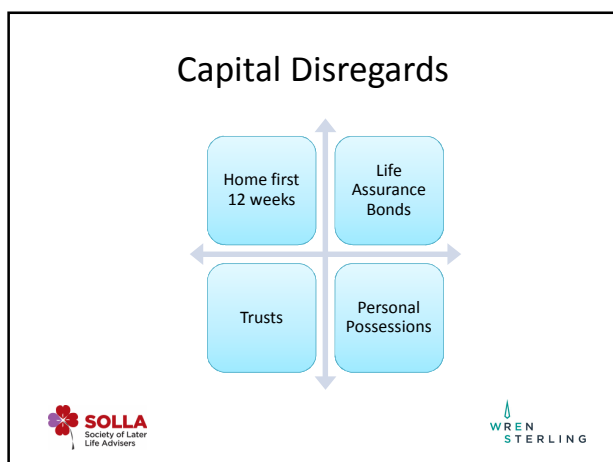 Capital Disregards
Home first
12 weeks
Life
Assurance
Bonds
Trusts
Personal
Possessions
SOLLA
Society of Later
Life Advisers
WREN
STERLING